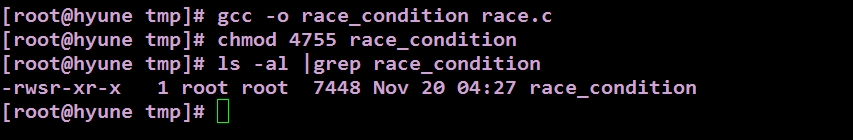 [root@hyune tmp]# gcc -o race_condition race.c
[root@hyune tmp]# chmod 4755 race_condition
[root@hyune tmp]# ls -al |grep race_condition
-rwsr-xr-x   1 root root  7448 Nov 20 04:27 race_condition
[root@hyune tmp]#